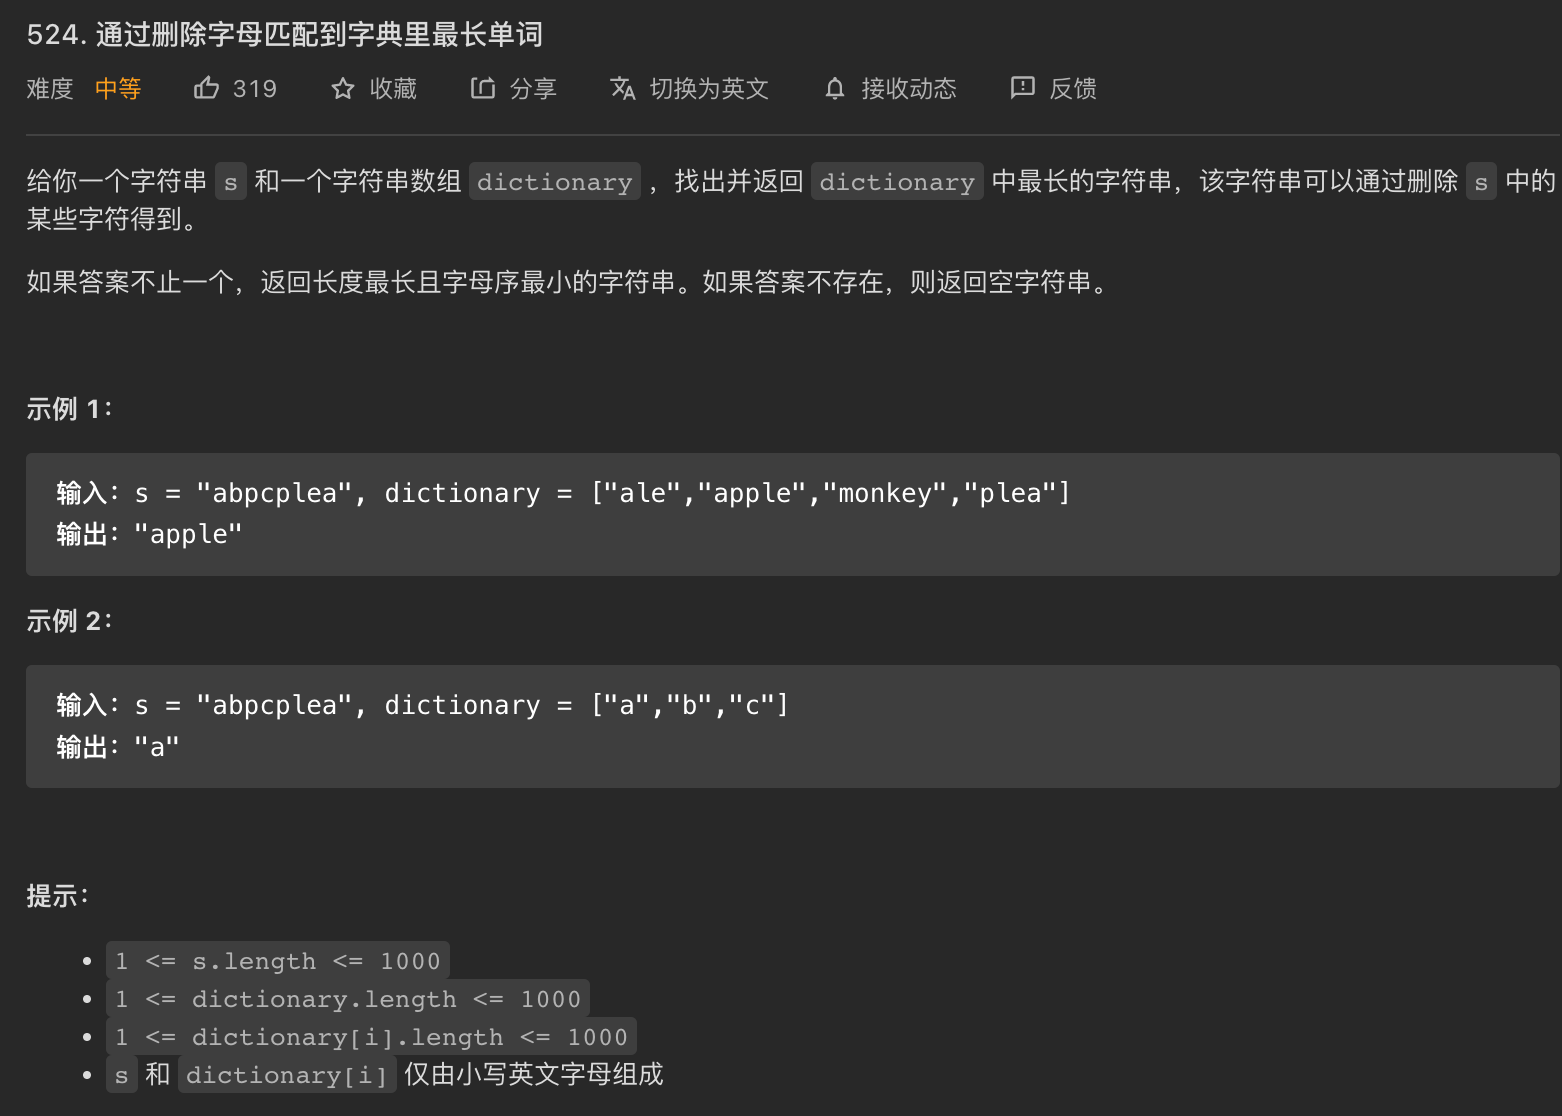 524. 通过删除字母匹配到字典里最长单词
难度 中等 319 收藏 分享 切换为英文 接收动态 反馈
给你一个字符串 s 和一个字符串数组 dictionary ，找出并返回 dictionary 中最长的字符串，该字符串可以通过删除 s 中的
某些字符得到。
如果答案不止一个，返回长度最长且字母序最小的字符串。如果答案不存在，则返回空字符串。
示例 1：
输入：s = "abpcplea", dictionary = ["ale","apple","monkey","plea"]
输出："apple"
示例 2：
输入：s = "abpcplea", dictionary = ["a","b","c"]
输出："a"
提示：
1 <= s.length <= 1000
1 <= dictionary.length <= 1000
1 <= dictionary[i].length <= 1000
s 和 dictionary[i] 仅由小写英文字母组成